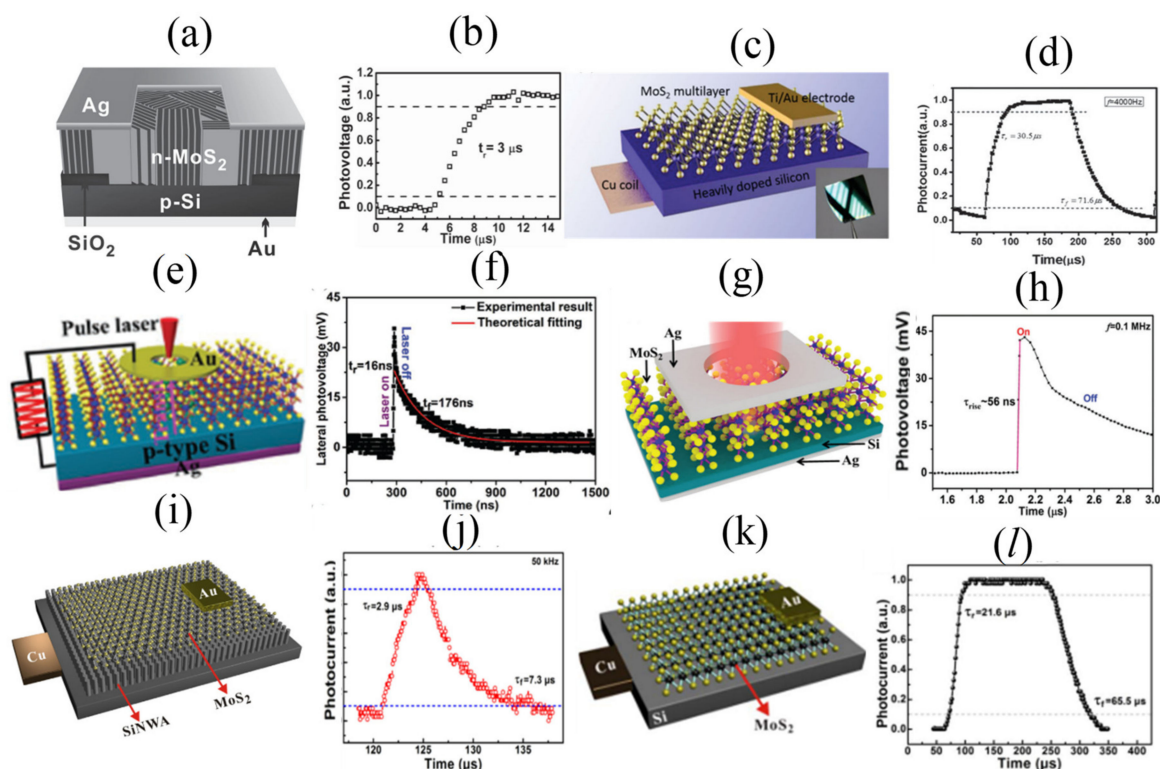 (a)
Ag
n-MoS₂
p-Si
SiO₂
Au
(b)
Photovoltage (a.u.)
1.2
1.0
0.8
0.6
0.4
0.2
0.0
tᵣ = 3 μs
0 2 4 6 8 10 12 14
Time (μs)
(c)
MoS₂ multilayer
Ti/Au electrode
Cu coil
Heavily doped silicon
(d)
Photocurrent(a.u.)
1.0
0.8
0.6
0.4
0.2
0.0
f=4000Hz
τᵣ = 30.5μs
τf = 71.6μs
50 100 150 200 250 300
Time(μs)
(e)
Pulse laser
Au
p-type Si
Ag
(f)
Lateral photovoltage (mV)
45
30
15
0
Experimental result
Theoretical fitting
tᵣ=16ns
Laser off
Laser on
tf=176ns
0 300 600 900 1500
Time (ns)
(g)
Ag
MoS₂
Si
Ag
(h)
Photovoltage (mV)
45
30
15
0
On
f=0.1 MHz
τrise~56 ns
Off
1.6 1.8 2.0 2.2 2.4 2.6 2.8 3.0
Time (μs)
(i)
Au
Cu
SiNWA
MoS₂
(j)
Photocurrent (a.u.)
50 kHz
τr=2.9 μs
τf=7.3 μs
120 125 130 135
Time (μs)
(k)
Au
Cu
Si
MoS₂
(l)
Photocurrent (a.u.)
1.0
0.8
0.6
0.4
0.2
0.0
τr=21.6 μs
τf=65.5 μs
0 50 100 150 200 250 300 350 400
Time (μs)